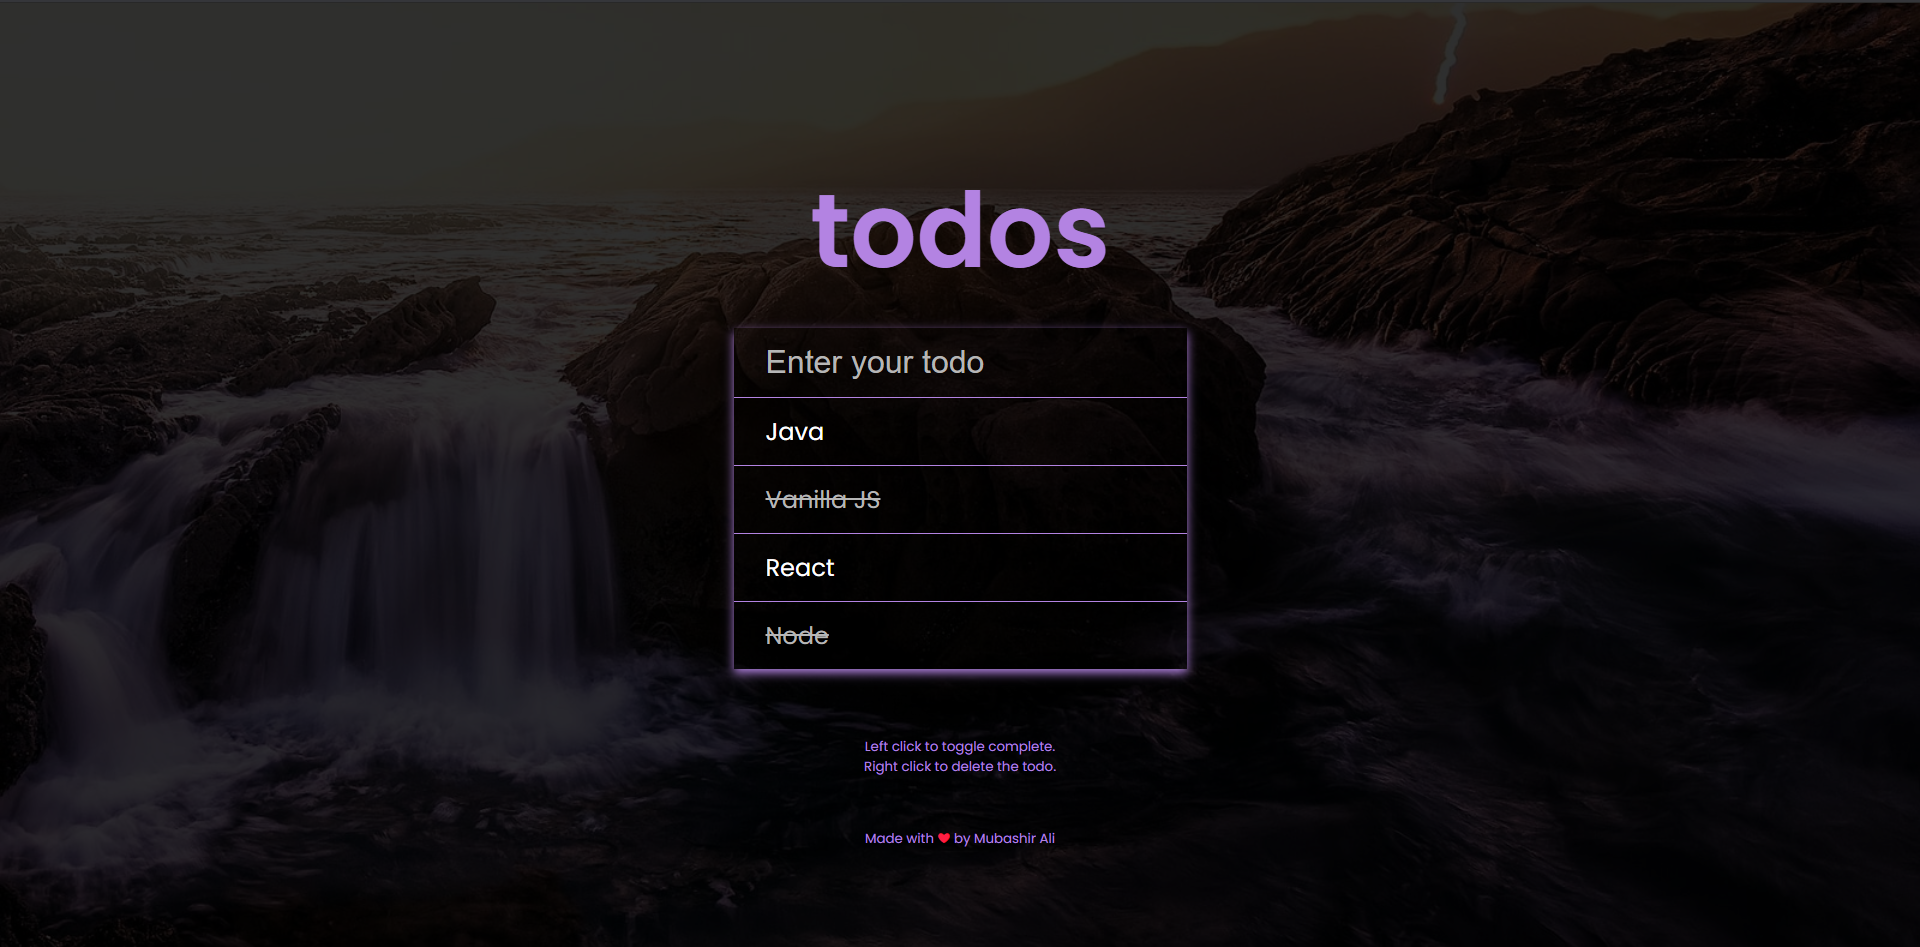 todos
Enter your todo
Java
Vanilla JS
React
Node
Left click to toggle complete.
Right click to delete the todo.
Made with ❤ by Mubashir Ali